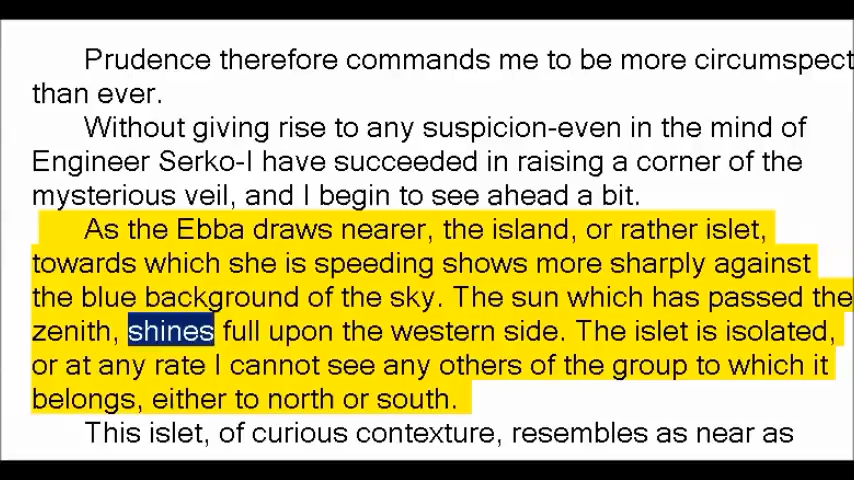 Prudence therefore commands me to be more circumspect
than ever.
Without giving rise to any suspicion-even in the mind of
Engineer Serko-I have succeeded in raising a corner of the
mysterious veil, and I begin to see ahead a bit.
As the Ebba draws nearer, the island, or rather islet,
towards which she is speeding shows more sharply against
the blue background of the sky. The sun which has passed the
zenith, shines full upon the western side. The islet is isolated,
or at any rate I cannot see any others of the group to which it
belongs, either to north or south.
This islet, of curious contexture, resembles as near as